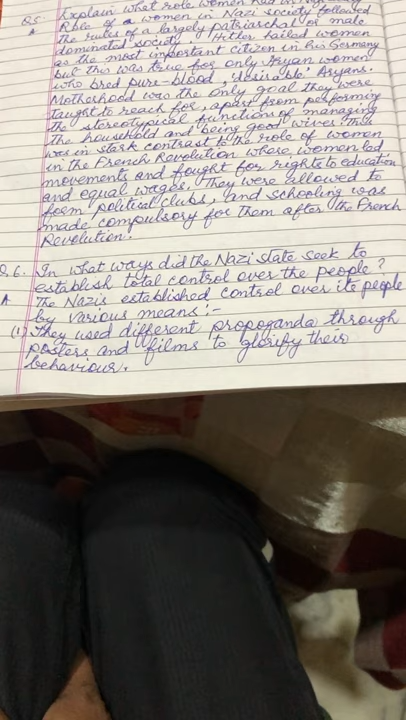 Q5 Explain what role women had in
A Role of a women in Nazi society followed
the rules of a largely patriarchal or male
dominated society. Hitler hailed women
as the most important citizen in his Germany
but this was true for only Aryan women
who bred pure-blood, 'desirable' Aryans.
Motherhood was the only goal they were
taught to reach for, apart from performing
the stereotypical functions of managing
the household and being good wives. This
was in stark contrast to the role of women
in the French Revolution where women led
movements and fought for rights to education
and equal wages. They were allowed to
form political clubs, and schooling was
made compulsory for them after the French
Revolution.
Q.6. In what ways did the Nazi state seek to
establish total control over the people?
A The Nazis established control over its people
by various means:-
(1) They used different propoganda through
posters and films to glorify their
behaviour.